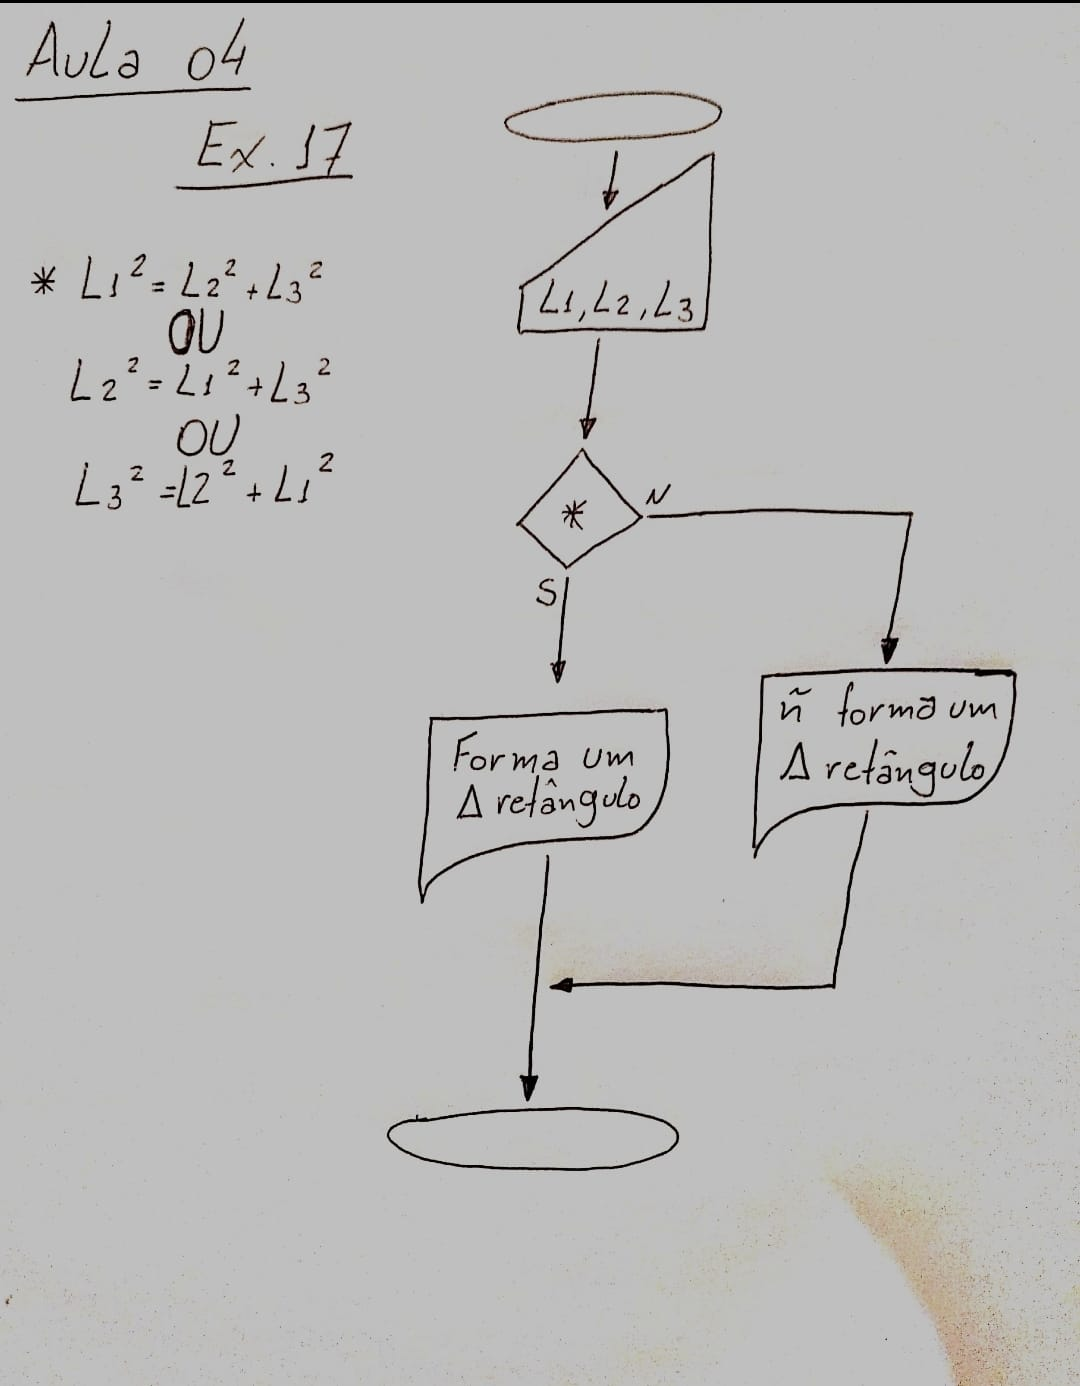 Aula 04
Ex. 17
* L1² = L2² + L3²
OU
L2² = L1² + L3²
OU
L3² = L2² + L1²
L1, L2, L3
*
N
S
ñ forma um
Δ retângulo
Forma um
Δ retângulo